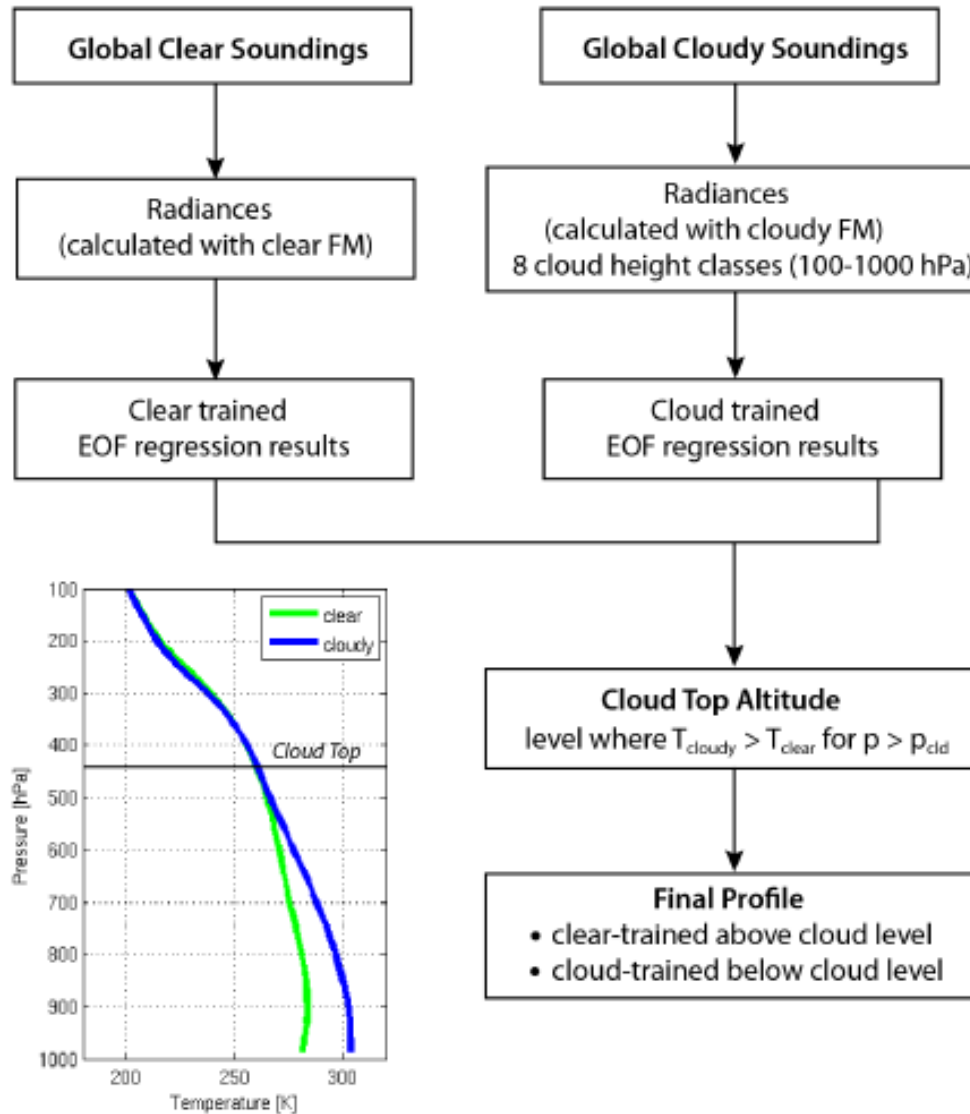 Global Clear Soundings
Global Cloudy Soundings
Radiances
(calculated with clear FM)
Radiances
(calculated with cloudy FM)
8 cloud height classes (100-1000 hPa)
Clear trained
EOF regression results
Cloud trained
EOF regression results
100
200
300
400
500
600
700
800
900
1000
Pressure [hPa]
clear
cloudy
Cloud Top
200
250
300
Temperature [K]
Cloud Top Altitude
level where T_cloudy > T_clear for p > p_cld
Final Profile
• clear-trained above cloud level
• cloud-trained below cloud level